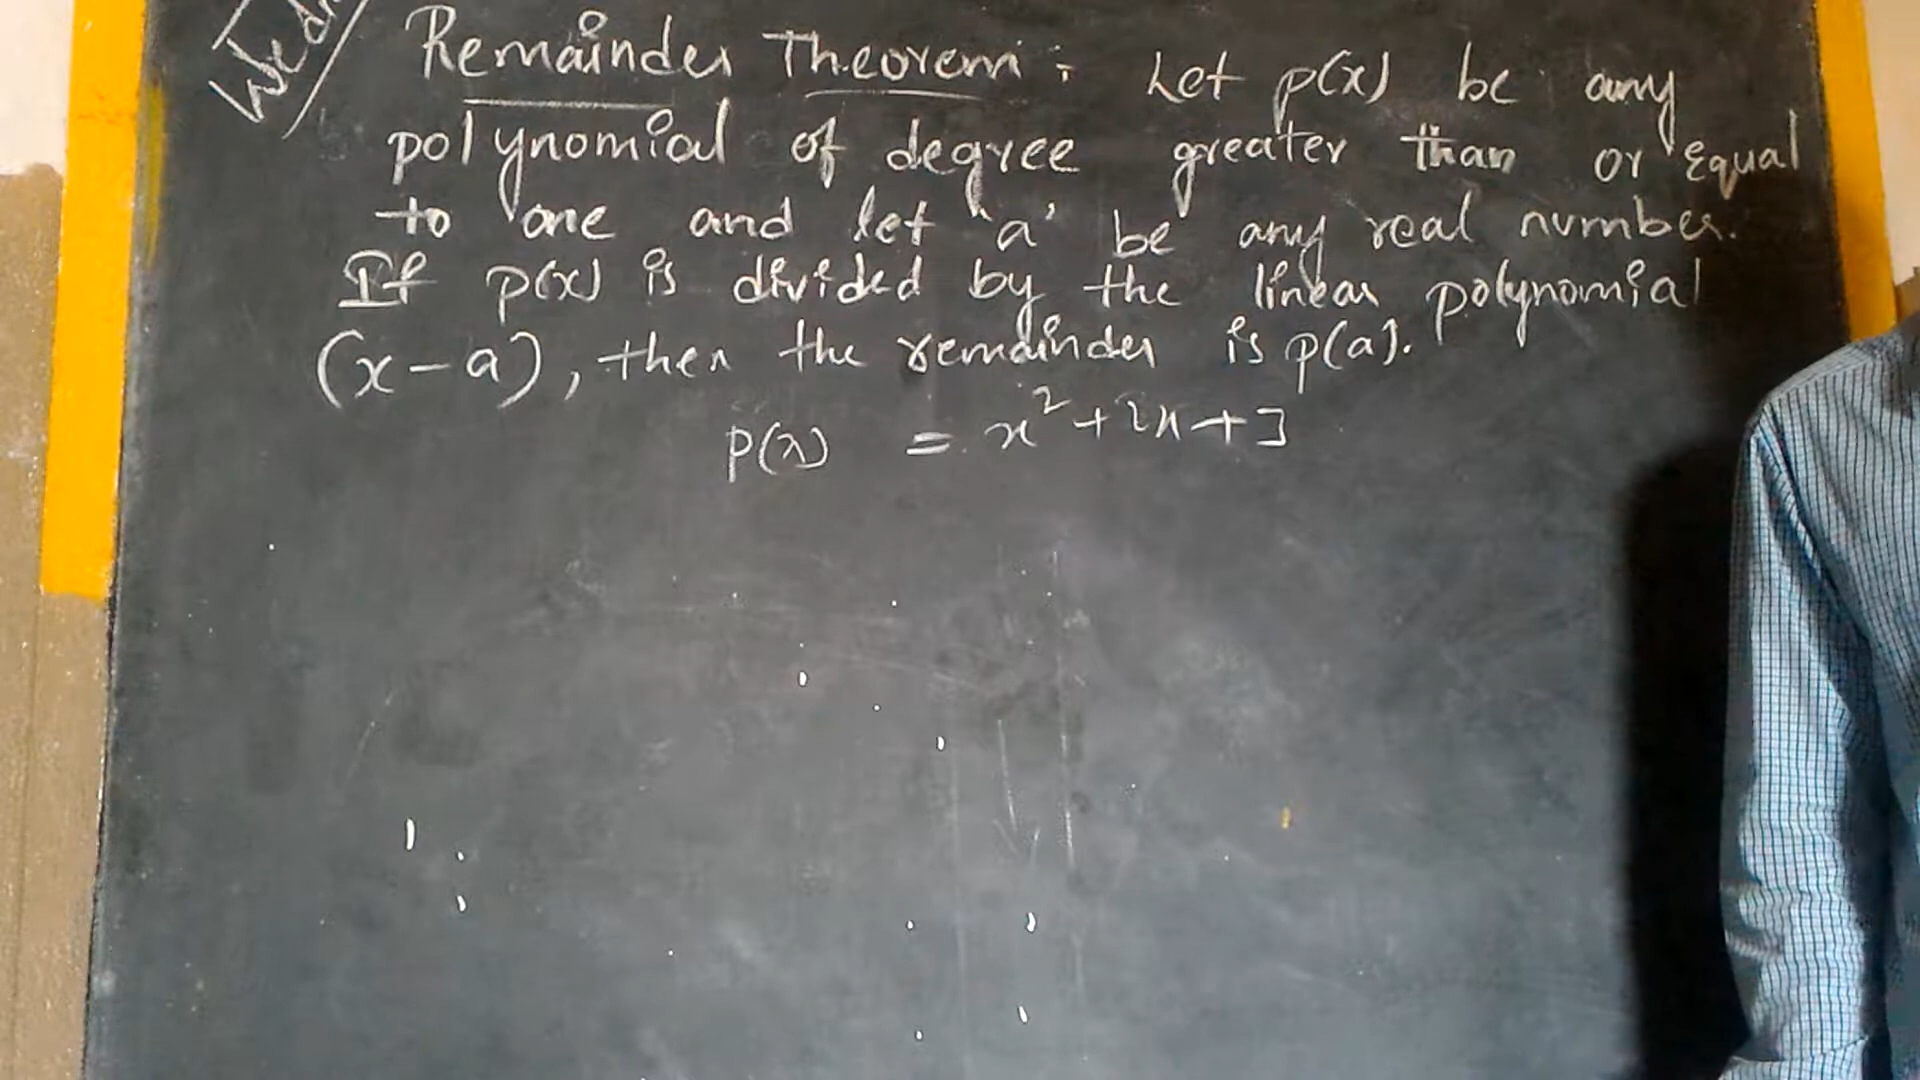 Remainder Theorem : Let p(x) be any
polynomial of degree greater than or equal
to one and let 'a' be any real number.
If p(x) is divided by the linear polynomial
(x-a), then the remainder is p(a).
p(x) = x² + 2x + 3